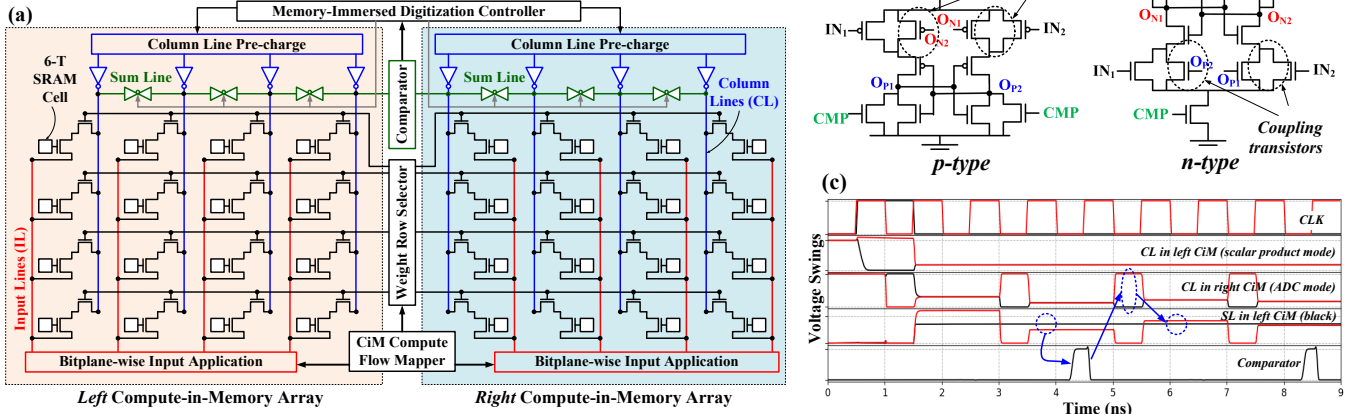 (a)
Memory-Immersed Digitization Controller
Column Line Pre-charge
Column Line Pre-charge
6-T
SRAM
Cell
Sum Line
Comparator
Sum Line
Column
Lines (CL)
Input Lines (IL)
Weight Row Selector
Bitplane-wise Input Application
CiM Compute
Flow Mapper
Bitplane-wise Input Application
Left Compute-in-Memory Array
Right Compute-in-Memory Array
IN1
ON1
ON2
IN2
OP1
OP2
CMP
CMP
p-type
ON1
ON2
IN1
OP2
OP1
IN2
CMP
Coupling
transistors
n-type
(c)
Voltage Swings
CLK
CL in left CiM (scalar product mode)
CL in right CiM (ADC mode)
SL in left CiM (black)
Comparator
0 1 2 3 4 5 6 7 8 9
Time (ns)